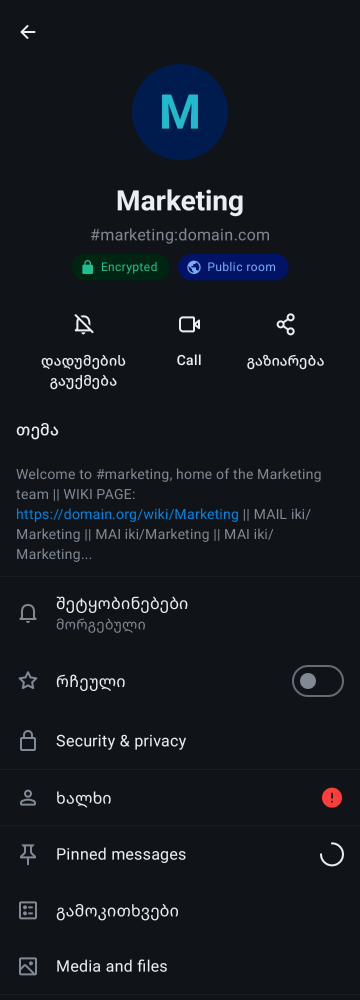 M
Marketing
#marketing:domain.com
Encrypted
Public room
დადუმების
გაუქმება
Call
გაზიარება
თემა
Welcome to #marketing, home of the Marketing
team || WIKI PAGE:
https://domain.org/wiki/Marketing || MAIL iki/
Marketing || MAI iki/Marketing || MAI iki/
Marketing...
შეტყობინებები
მორგებული
რჩეული
Security & privacy
ხალხი
Pinned messages
გამოკითხვები
Media and files